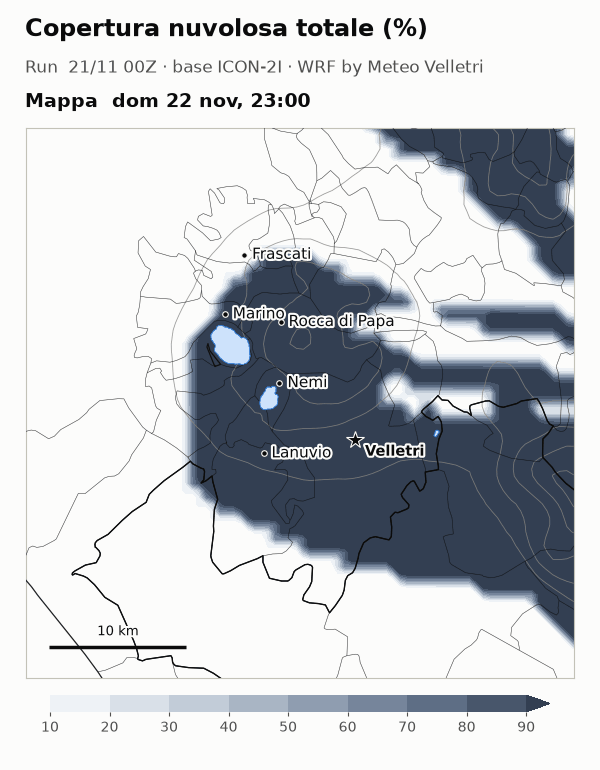 Copertura nuvolosa totale (%)
Run  21/11 00Z · base ICON-2I · WRF by Meteo Velletri
Mappa  dom 22 nov, 23:00
Frascati
Marino
Rocca di Papa
Nemi
Velletri
Lanuvio
10 km
10 20 30 40 50 60 70 80 90